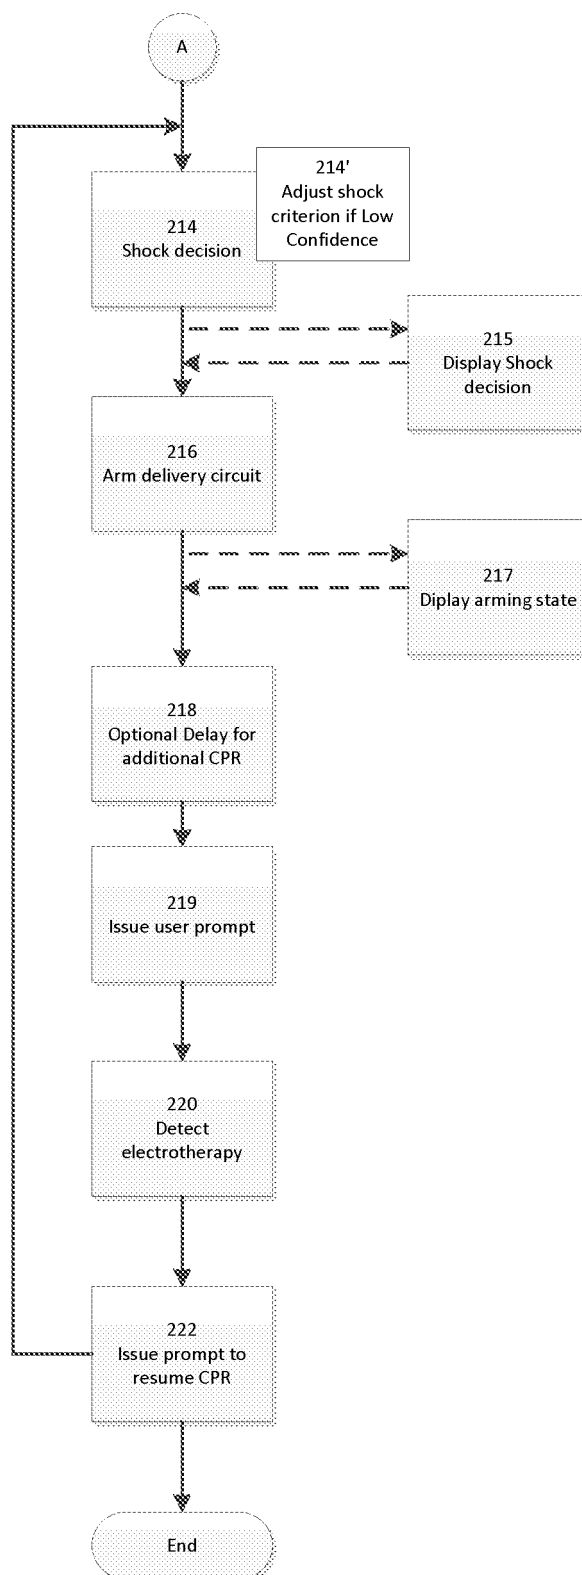 A
214'
Adjust shock
criterion if Low
Confidence
214
Shock decision
215
Display Shock
decision
216
Arm delivery circuit
217
Diplay arming state
218
Optional Delay for
additional CPR
219
Issue user prompt
220
Detect
electrotherapy
222
Issue prompt to
resume CPR
End